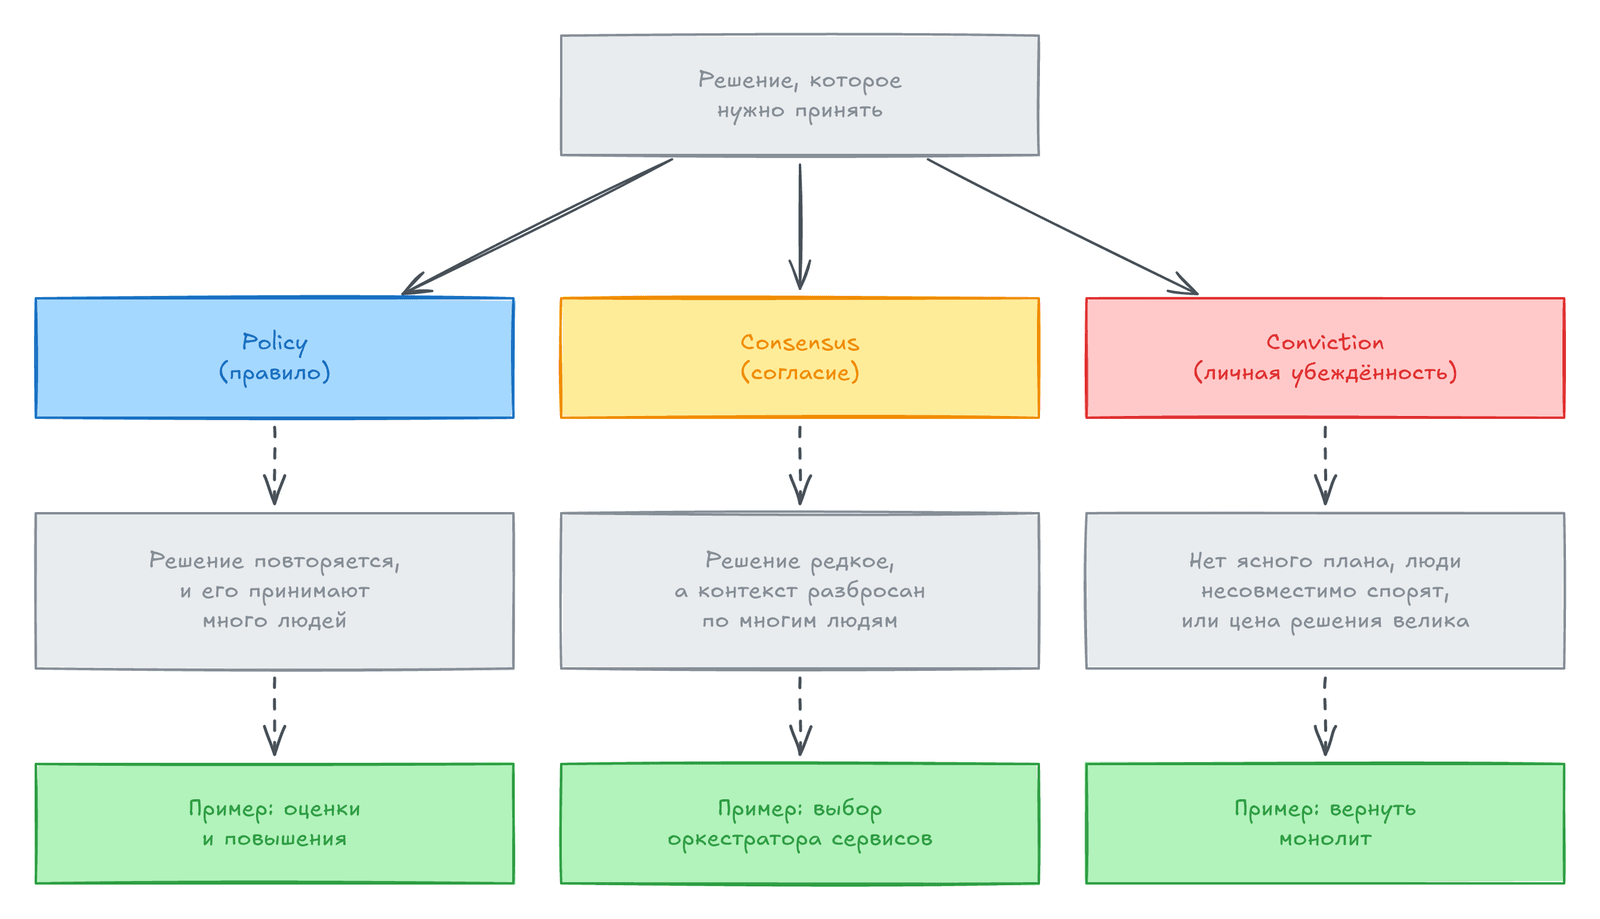 Решение, которое
нужно принять
Policy
(правило)
Consensus
(согласие)
Conviction
(личная убеждённость)
Решение повторяется,
и его принимают
много людей
Решение редкое,
а контекст разбросан
по многим людям
Нет ясного плана, люди
несовместимо спорят,
или цена решения велика
Пример: оценки
и повышения
Пример: выбор
оркестратора сервисов
Пример: вернуть
монолит